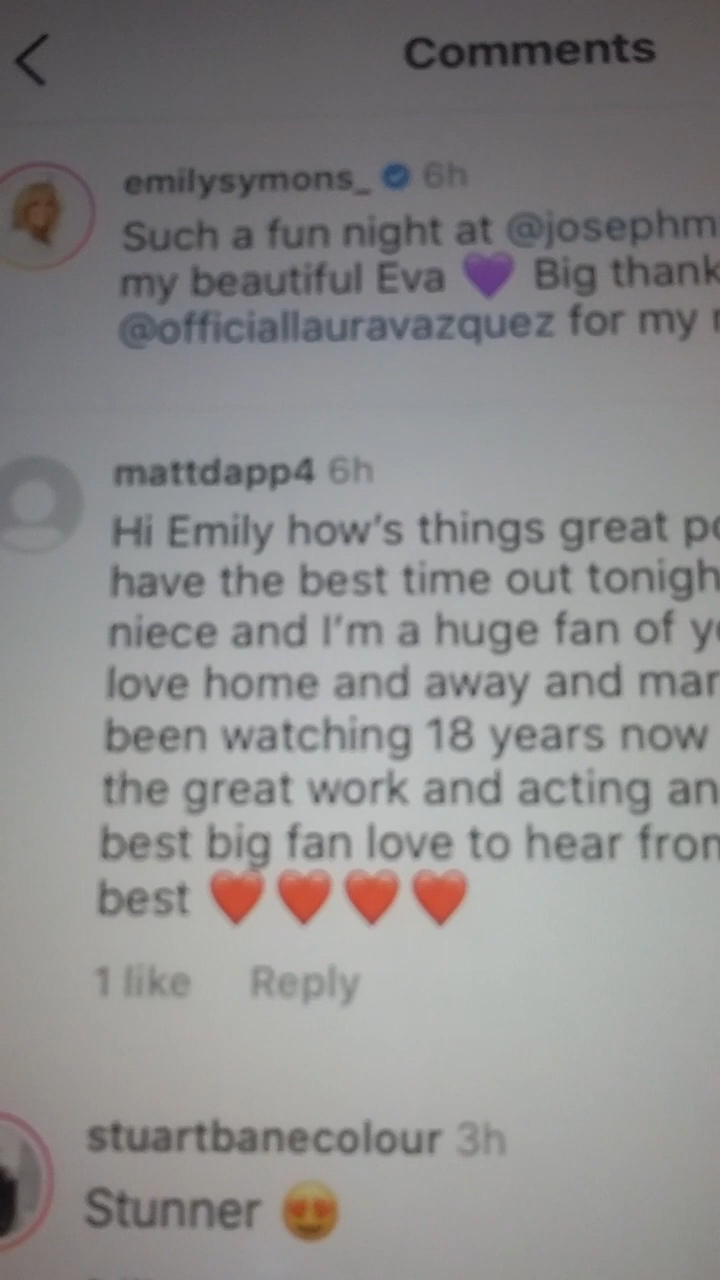 Comments
emilysymons_ 6h
Such a fun night at @josephm
my beautiful Eva 💜 Big thank
@officiallauravazquez for my
mattdapp4 6h
Hi Emily how's things great
have the best time out tonigh
niece and I'm a huge fan of
love home and away and mar
been watching 18 years now
the great work and acting an
best big fan love to hear from
best ❤️❤️❤️❤️
1 like Reply
stuartbanecolour 3h
Stunner 😍